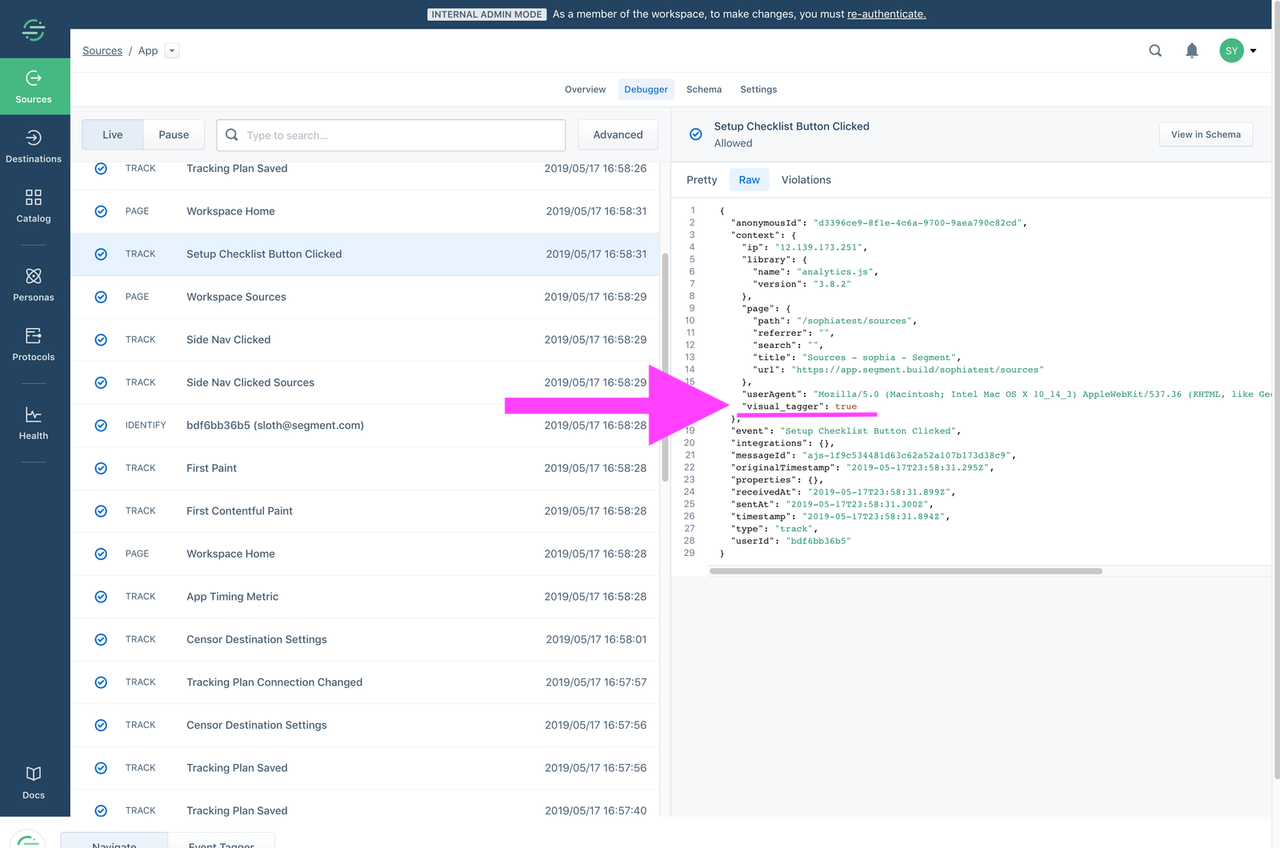 INTERNAL ADMIN MODE As a member of the workspace, to make changes, you must re-authenticate.
Sources / App
SY
Sources
Destinations
Catalog
Personas
Protocols
Health
Docs
Overview Debugger Schema Settings
Live Pause Type to search... Advanced
TRACK Tracking Plan Saved 2019/05/17 16:58:26
PAGE Workspace Home 2019/05/17 16:58:31
TRACK Setup Checklist Button Clicked 2019/05/17 16:58:31
PAGE Workspace Sources 2019/05/17 16:58:29
TRACK Side Nav Clicked 2019/05/17 16:58:29
TRACK Side Nav Clicked Sources 2019/05/17 16:58:29
IDENTIFY bdf6bb36b5 (sloth@segment.com) 2019/05/17 16:58:28
TRACK First Paint 2019/05/17 16:58:28
TRACK First Contentful Paint 2019/05/17 16:58:28
PAGE Workspace Home 2019/05/17 16:58:28
TRACK App Timing Metric 2019/05/17 16:58:28
TRACK Censor Destination Settings 2019/05/17 16:58:01
TRACK Tracking Plan Connection Changed 2019/05/17 16:57:57
TRACK Censor Destination Settings 2019/05/17 16:57:56
TRACK Tracking Plan Saved 2019/05/17 16:57:56
TRACK Tracking Plan Saved 2019/05/17 16:57:40
Setup Checklist Button Clicked
Allowed
View in Schema
Pretty Raw Violations
1 {
2 "anonymousId": "d3396ce9-8f1e-4c6a-9700-9aea790c82cd",
3 "context": {
4 "ip": "12.139.173.251",
5 "library": {
6 "name": "analytics.js",
7 "version": "3.8.2"
8 },
9 "page": {
10 "path": "/sophiatest/sources",
11 "referrer": "",
12 "search": "",
13 "title": "Sources - sophia - Segment",
14 "url": "https://app.segment.build/sophiatest/sources"
15 },
"userAgent": "Mozilla/5.0 (Macintosh; Intel Mac OS X 10_14_3) AppleWebKit/537.36 (KHTML, like Gec
"visual_tagger": true
},
19 "event": "Setup Checklist Button Clicked",
20 "integrations": {},
21 "messageId": "ajs-1f9c534481d63c62a52a107b173d38c9",
22 "originalTimestamp": "2019-05-17T23:58:31.295Z",
23 "properties": {},
24 "receivedAt": "2019-05-17T23:58:31.899Z",
25 "sentAt": "2019-05-17T23:58:31.300Z",
26 "timestamp": "2019-05-17T23:58:31.894Z",
27 "type": "track",
28 "userId": "bdf6bb36b5"
29 }
Navigate Event Tagger